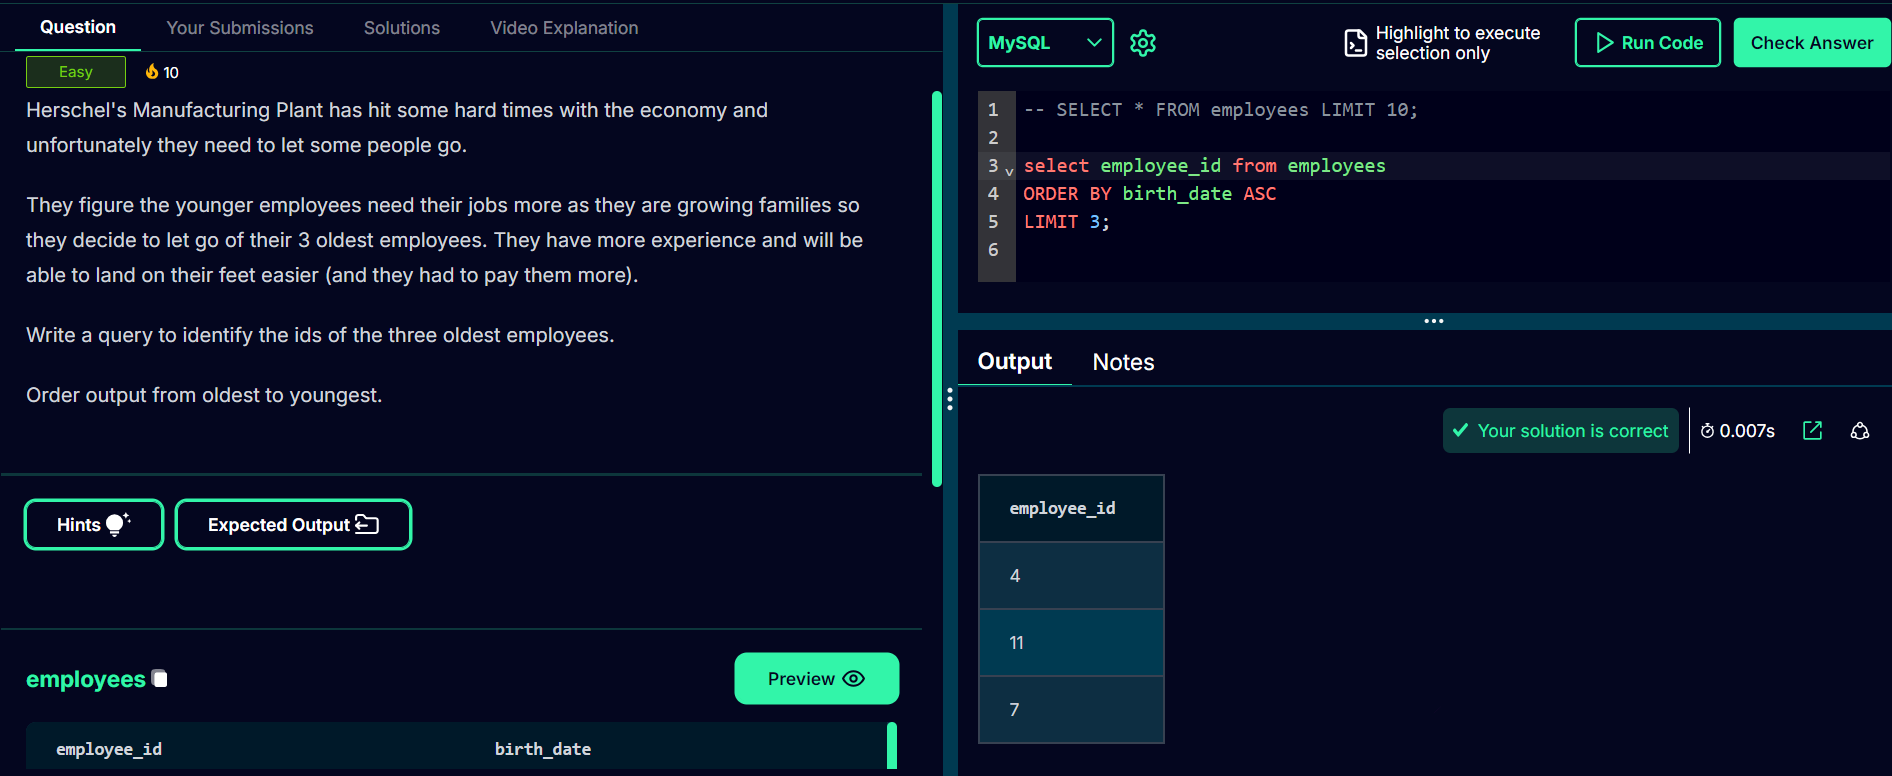 Question
Your Submissions
Solutions
Video Explanation
Easy
10
Herschel's Manufacturing Plant has hit some hard times with the economy and
unfortunately they need to let some people go.
They figure the younger employees need their jobs more as they are growing families so
they decide to let go of their 3 oldest employees. They have more experience and will be
able to land on their feet easier (and they had to pay them more).
Write a query to identify the ids of the three oldest employees.
Order output from oldest to youngest.
Hints
Expected Output
employees
Preview
employee_id
birth_date
MySQL
Highlight to execute
selection only
Run Code
Check Answer
1 -- SELECT * FROM employees LIMIT 10;
2
3 select employee_id from employees
4 ORDER BY birth_date ASC
5 LIMIT 3;
6
Output
Notes
Your solution is correct
0.007s
employee_id
4
11
7